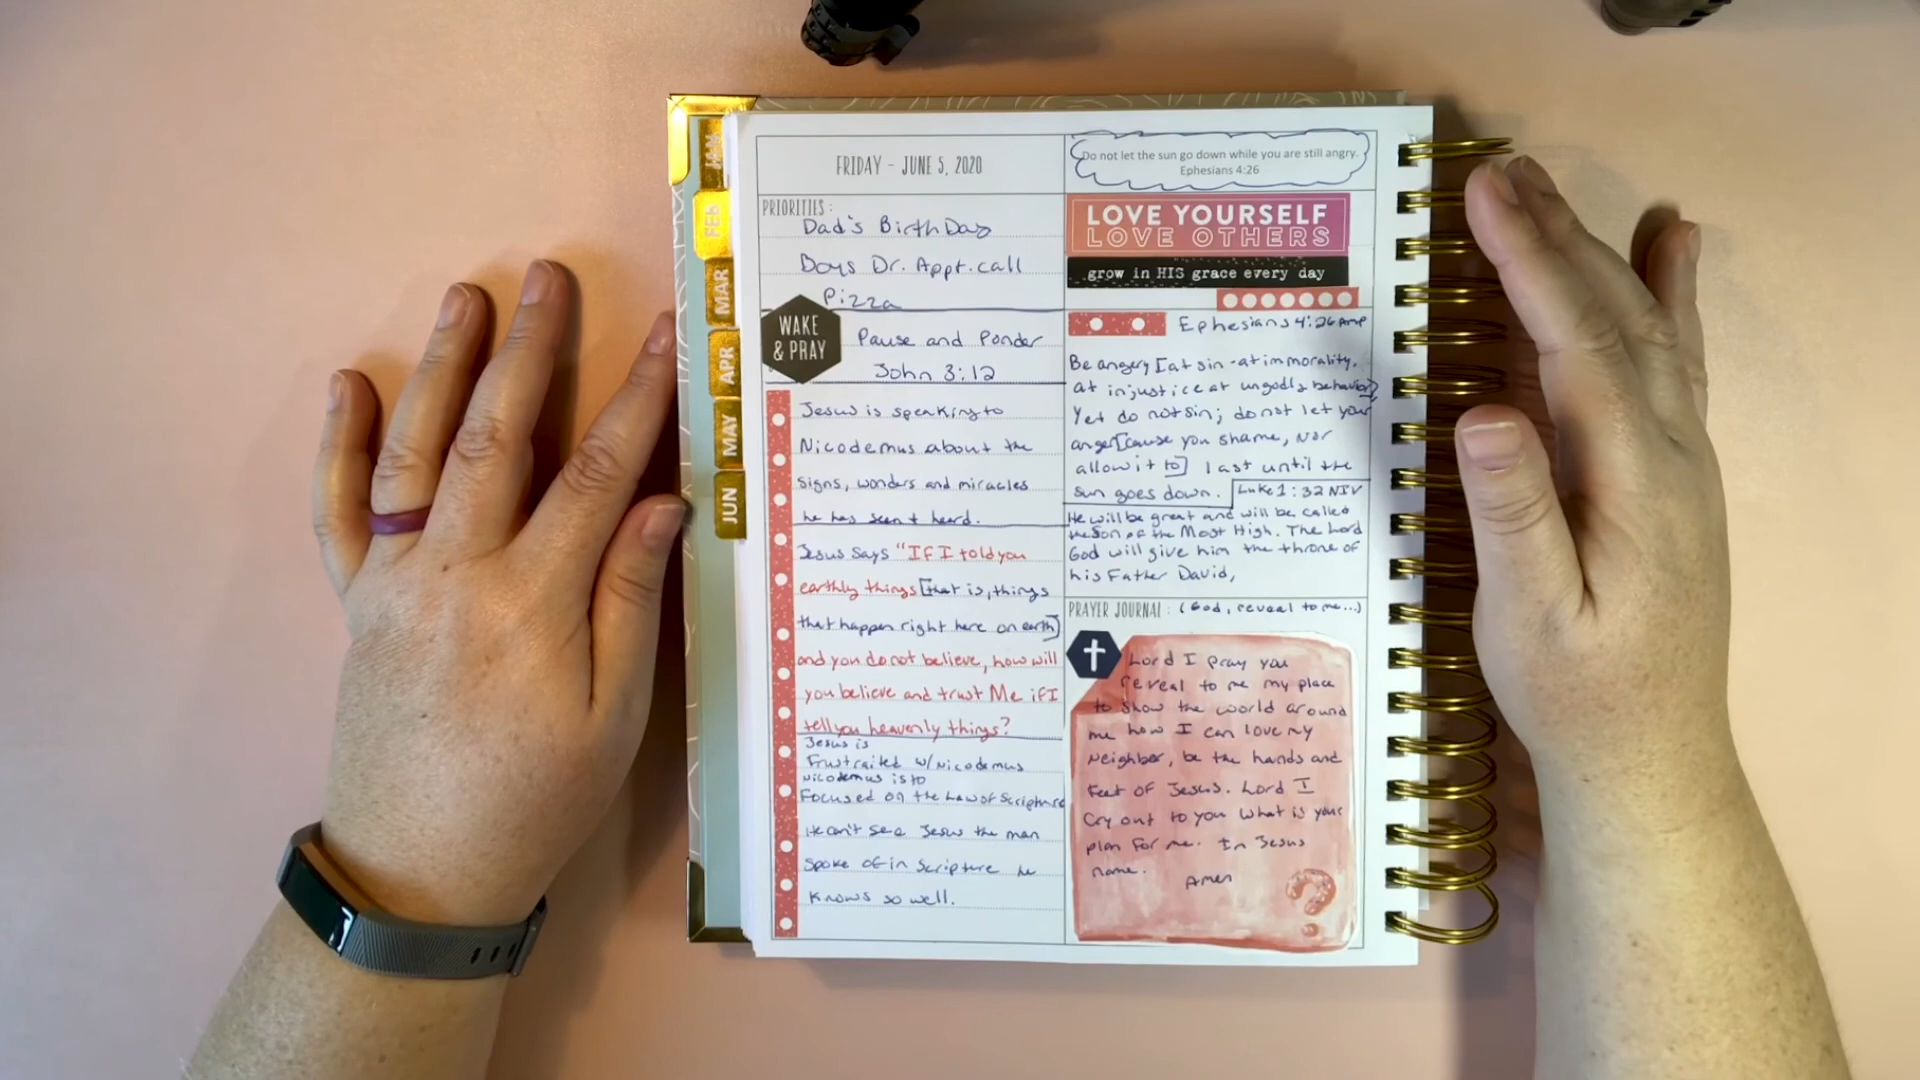 JAN
FEB
MAR
APR
MAY
JUN
FRIDAY - JUNE 5, 2020
Do not let the sun go down while you are still angry.
Ephesians 4:26
PRIORITIES:
Dad's BirthDay
Boys Dr. Appt. call
Pizza
WAKE
& PRAY
Pause and Ponder
John 3:12
Jesus is speaking to
Nicodemus about the
signs, wonders and miracles
he has seen + heard.
Jesus says "If I told you
earthly things [that is, things
that happen right here on earth]
and you do not believe, how will
you believe and trust Me if I
tell you heavenly things?
Jesus is
Frustraited w/Nicodemus
Nicodemus is to
Focused on the Law of Scripture
He can't see Jesus the man
spoke of in Scripture he
knows so well.
LOVE YOURSELF
LOVE OTHERS
grow in HIS grace every day
Ephesians 4:26 AMP
Be angery [at sin - at immorality,
at injustice at ungodly behavior]
Yet do not sin; do not let your
anger [cause you shame, nor
allow it to] last until the
sun goes down.
Luke 1:32 NIV
He will be great and will be called
the Son of the Most High. The Lord
God will give him the throne of
his Father David,
PRAYER JOURNAL: (God, reveal to me...)
Lord I pray you
reveal to me my place
to show the world around
me how I can love my
neighbor, be the hands and
feet of Jesus. Lord I
Cry out to you what is your
plan for me. In Jesus
name. Amen
?